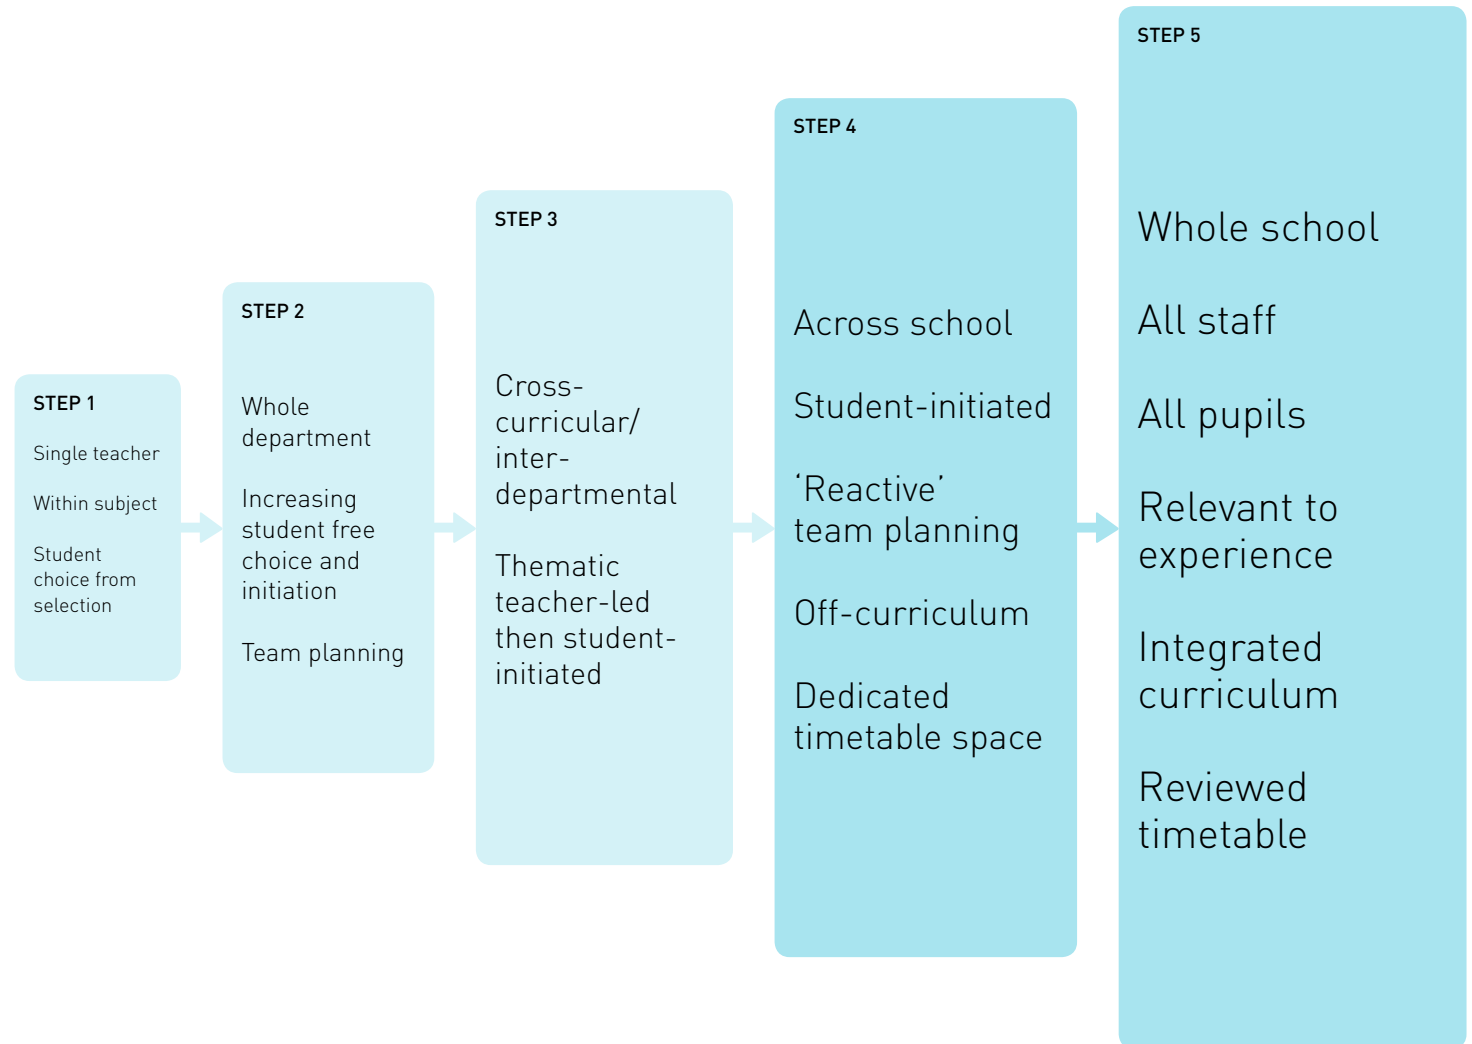 STEP 1
Single teacher
Within subject
Student
choice from
selection
STEP 2
Whole
department
Increasing
student free
choice and
initiation
Team planning
STEP 3
Cross-
curricular/
inter-
departmental
Thematic
teacher-led
then student-
initiated
STEP 4
Across school
Student-initiated
‘Reactive’
team planning
Off-curriculum
Dedicated
timetable space
STEP 5
Whole school
All staff
All pupils
Relevant to
experience
Integrated
curriculum
Reviewed
timetable